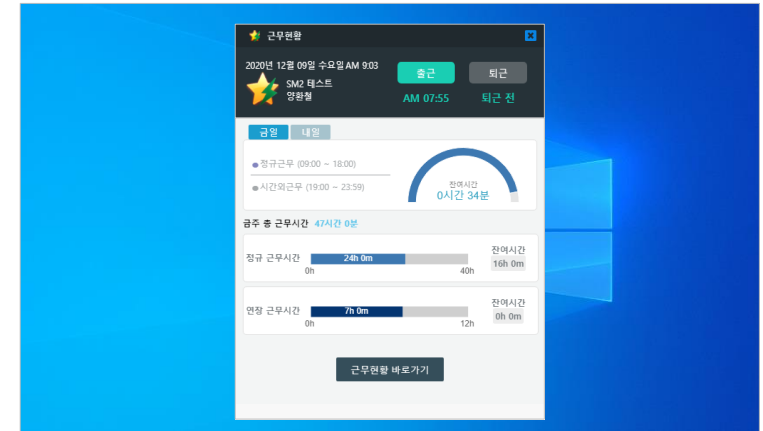 근무현황
2020년 12월 09일 수요일 AM 9:03
SM2 테스트
양환철
출근
퇴근
AM 07:55
퇴근 전
금일
내일
정규근무 (09:00 ~ 18:00)
시간외근무 (19:00 ~ 23:59)
잔여시간
0시간 34분
금주 총 근무시간 47시간 0분
정규 근무시간
24h 0m
0h
40h
잔여시간
16h 0m
연장 근무시간
7h 0m
0h
12h
잔여시간
0h 0m
근무현황 바로가기